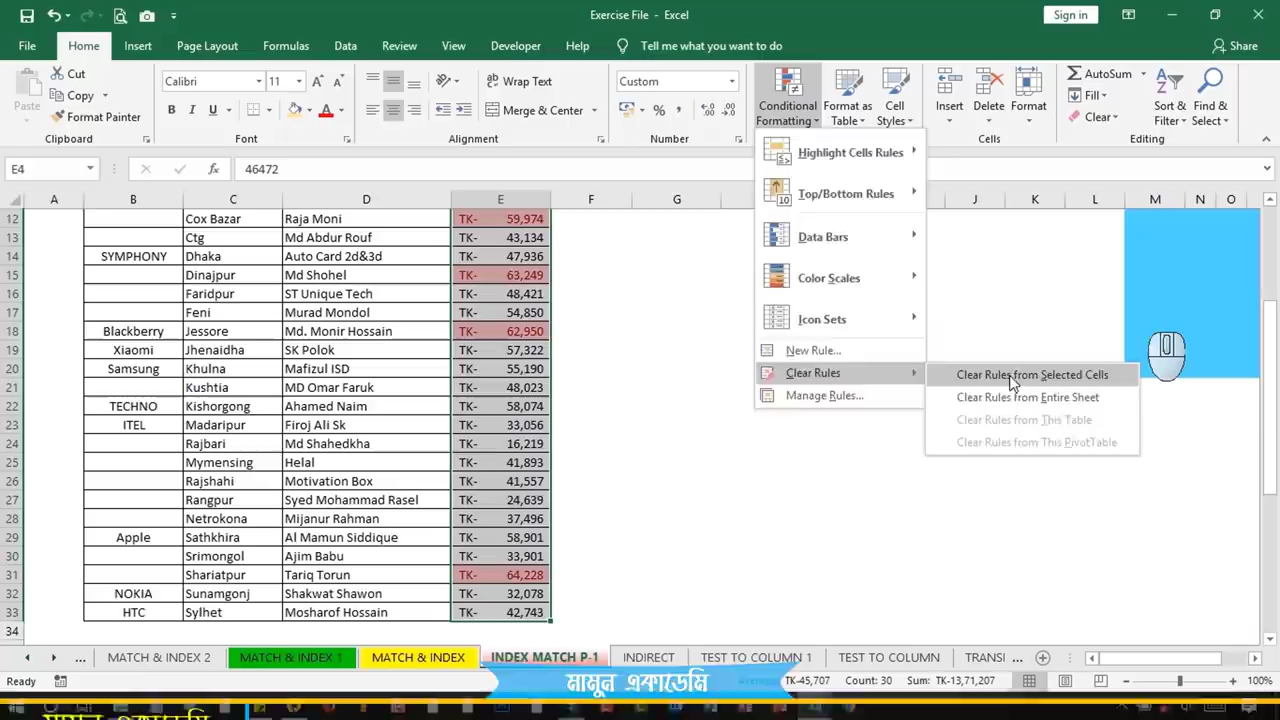 Exercise File - Excel
Sign in
File Home Insert Page Layout Formulas Data Review View Developer Help Tell me what you want to do Share
Paste
Cut
Copy
Format Painter
Clipboard
Calibri 11
B I U A
Font
Wrap Text
Merge & Center
Alignment
Custom
Number
Conditional Formatting
Format as Table
Cell Styles
Insert Delete Format
Cells
AutoSum
Fill
Clear
Sort & Filter
Find & Select
Editing
E4 fx 46472
A B C D E F G J K L M N O
12 Cox Bazar Raja Moni TK- 59,974
13 Ctg Md Abdur Rouf TK- 43,134
14 SYMPHONY Dhaka Auto Card 2d&3d TK- 47,936
15 Dinajpur Md Shohel TK- 63,249
16 Faridpur ST Unique Tech TK- 48,421
17 Feni Murad Mondol TK- 54,850
18 Blackberry Jessore Md. Monir Hossain TK- 62,950
19 Xiaomi Jhenaidha SK Polok TK- 57,322
20 Samsung Khulna Mafizul ISD TK- 55,190
21 Kushtia MD Omar Faruk TK- 48,023
22 TECHNO Kishorgong Ahamed Naim TK- 58,074
23 ITEL Madaripur Firoj Ali Sk TK- 33,056
24 Rajbari Md Shahedkha TK- 16,219
25 Mymensing Helal TK- 41,893
26 Rajshahi Motivation Box TK- 41,557
27 Rangpur Syed Mohammad Rasel TK- 24,639
28 Netrokona Mijanur Rahman TK- 37,496
29 Apple Sathkhira Al Mamun Siddique TK- 58,901
30 Srimongol Ajim Babu TK- 33,901
31 Shariatpur Tariq Torun TK- 64,228
32 NOKIA Sunamgonj Shakwat Shawon TK- 32,078
33 HTC Sylhet Mosharof Hossain TK- 42,743
34
Highlight Cells Rules
Top/Bottom Rules
Data Bars
Color Scales
Icon Sets
New Rule...
Clear Rules
Manage Rules...
Clear Rules from Selected Cells
Clear Rules from Entire Sheet
Clear Rules from This Table
Clear Rules from This PivotTable
... MATCH & INDEX 2 MATCH & INDEX 1 MATCH & INDEX INDEX MATCH P-1 INDIRECT TEST TO COLUMN 1 TEST TO COLUMN TRANSI ...
Ready Average: TK-45,707 Count: 30 Sum: TK-13,71,207 100%
মামুন একাডেমি
মামুন একাডেমি